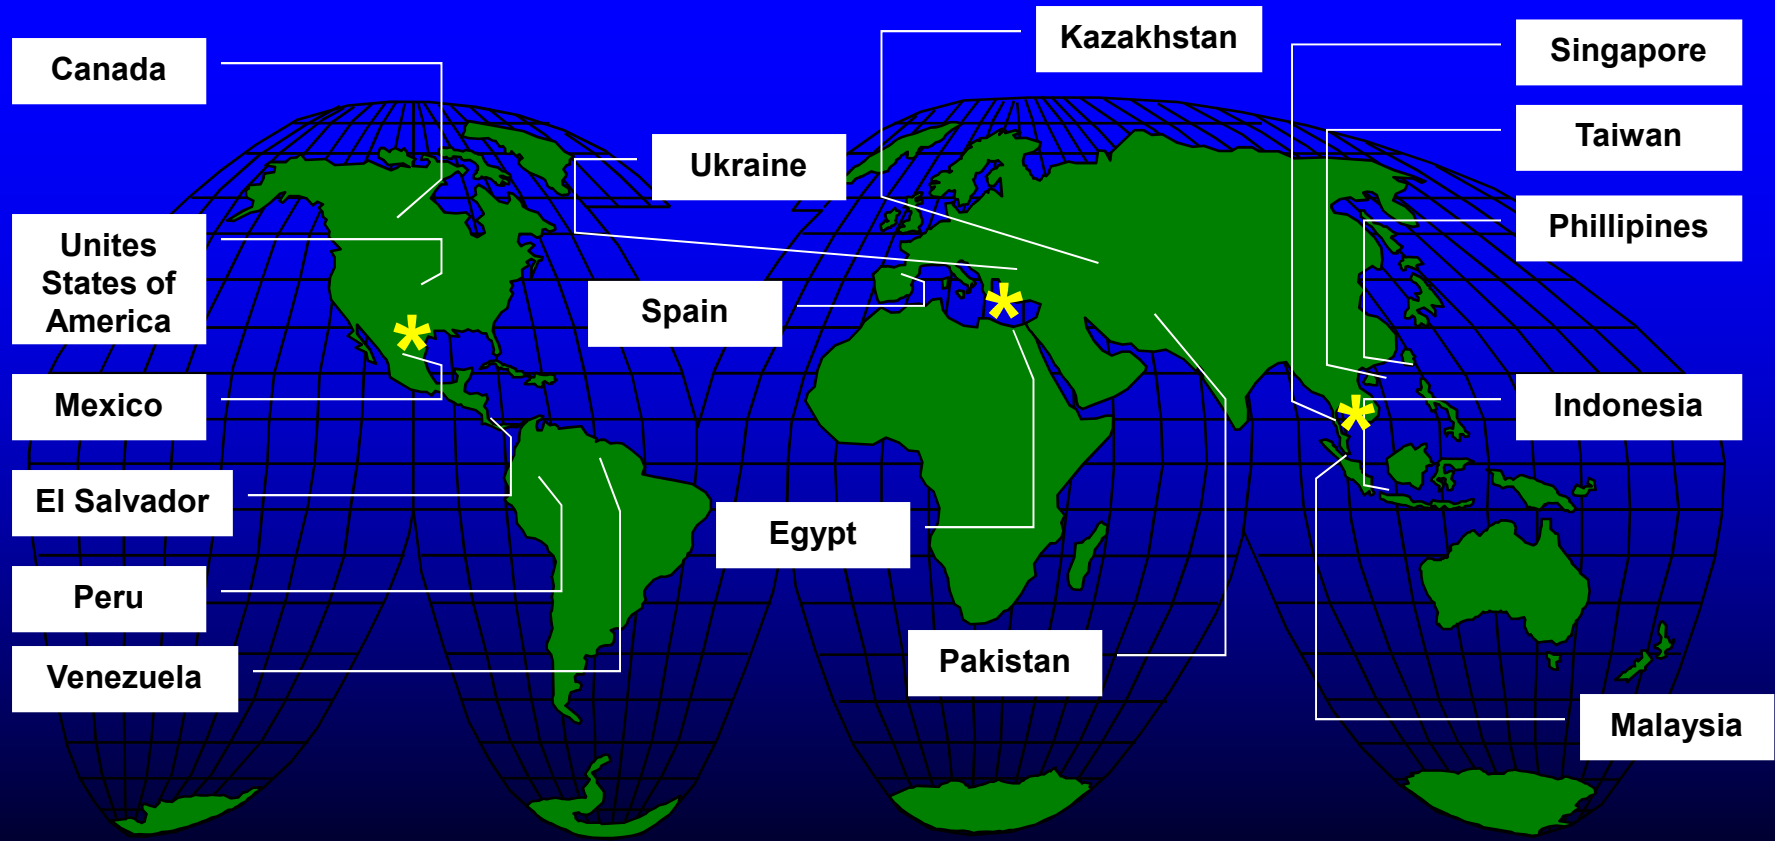 Canada
Kazakhstan
Singapore
Taiwan
Ukraine
Phillipines
Unites
States of
America
Spain
Mexico
Indonesia
El Salvador
Egypt
Peru
Pakistan
Venezuela
Malaysia
*
*
*